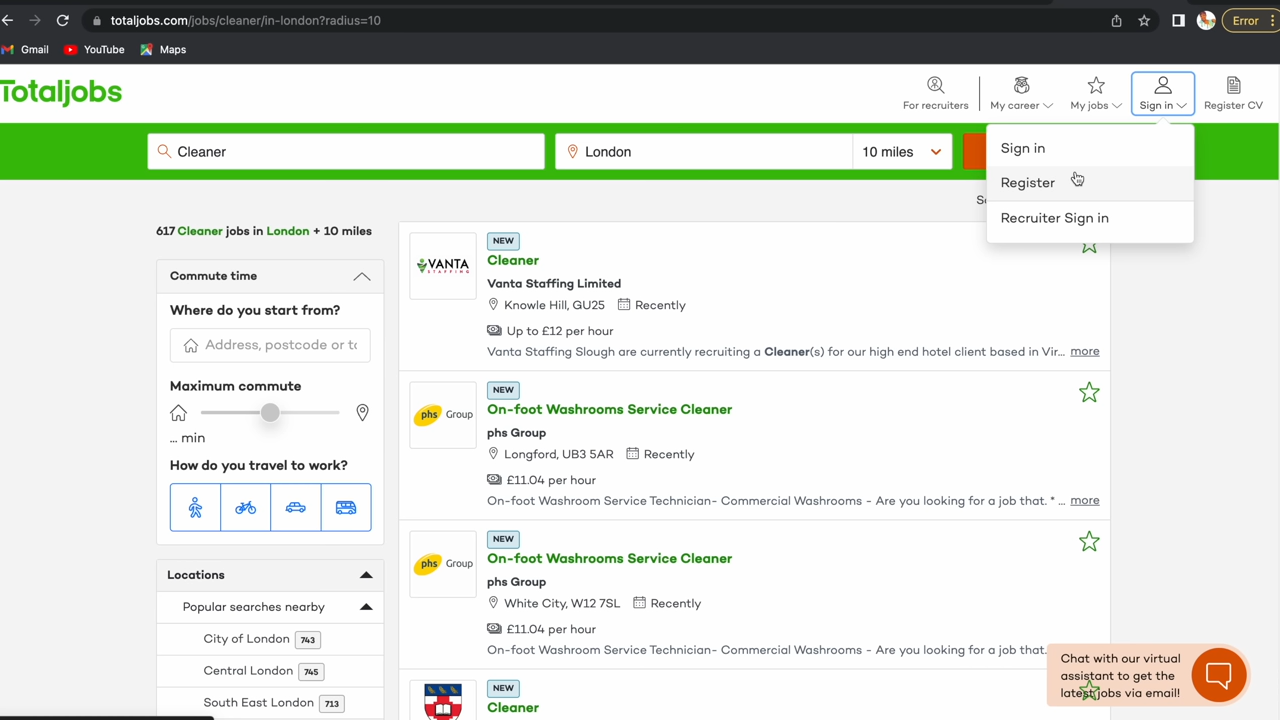 totaljobs.com/jobs/cleaner/in-london?radius=10
Error
Gmail
YouTube
Maps
Totaljobs
For recruiters
My career
My jobs
Sign in
Register CV
Cleaner
London
10 miles
Sign in
Register
Recruiter Sign in
617 Cleaner jobs in London + 10 miles
Commute time
Where do you start from?
Address, postcode or to
Maximum commute
... min
How do you travel to work?
Locations
Popular searches nearby
City of London 743
Central London 745
South East London 713
VANTA
STAFFING
NEW
Cleaner
Vanta Staffing Limited
Knowle Hill, GU25 Recently
Up to £12 per hour
Vanta Staffing Slough are currently recruiting a Cleaner(s) for our high end hotel client based in Vir... more
phs Group
NEW
On-foot Washrooms Service Cleaner
phs Group
Longford, UB3 5AR Recently
£11.04 per hour
On-foot Washroom Service Technician- Commercial Washrooms - Are you looking for a job that. * ... more
phs Group
NEW
On-foot Washrooms Service Cleaner
phs Group
White City, W12 7SL Recently
£11.04 per hour
On-foot Washroom Service Technician- Commercial Washrooms - Are you looking for a job that.
NEW
Cleaner
Chat with our virtual
assistant to get the
latest jobs via email!